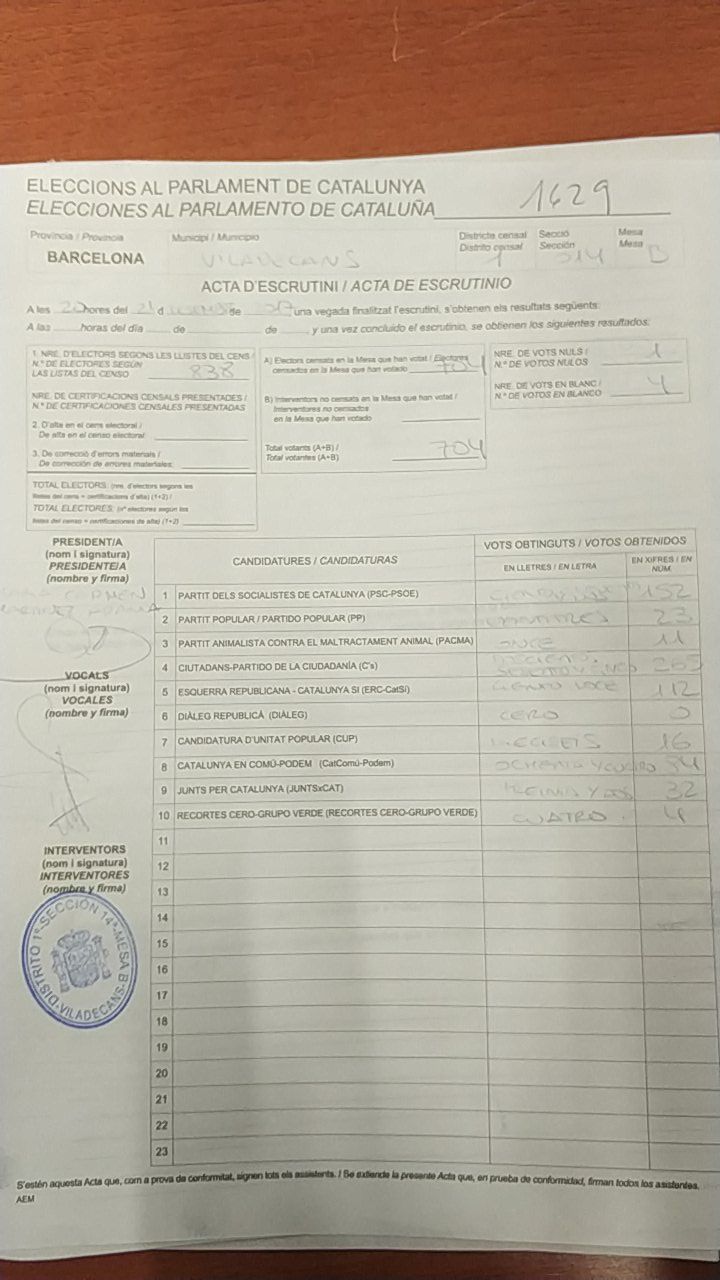 ELECCIONS AL PARLAMENT DE CATALUNYA
ELECCIONES AL PARLAMENTO DE CATALUÑA
1629
Província / Provincia
Municipi / Municipio
Districte censal
Distrito censal
Secció
Sección
Mesa
Mesa
BARCELONA
VILADECANS
1
014
B
ACTA D'ESCRUTINI / ACTA DE ESCRUTINIO
A les 20 hores del 21 d de 2017 una vegada finalitzat l'escrutini, s'obtenen els resultats següents:
A las horas del día de de y una vez concluido el escrutinio, se obtienen los siguientes resultados:
1. NRE. D'ELECTORS SEGONS LES LLISTES DEL CENS /
N.º DE ELECTORES SEGÚN
LAS LISTAS DEL CENSO 838
NRE. DE CERTIFICACIONS CENSALS PRESENTADES /
N.º DE CERTIFICACIONES CENSALES PRESENTADAS
2. D'alta en el cens electoral /
De alta en el censo electoral:
3. De correcció d'errors materials /
De corrección de errores materiales:
TOTAL ELECTORS: (nre. d'electors segons les
llistes del cens + certificacions d'alta) (1+2) /
TOTAL ELECTORES: (nº electores según las
listas del censo + certificaciones de alta) (1+2)
A) Electors censats en la Mesa que han votat / Electores
censados en la Mesa que han votado 704
B) Interventors no censats en la Mesa que han votat /
Interventores no censados
en la Mesa que han votado
Total votants (A+B) /
Total votantes (A+B) 704
NRE. DE VOTS NULS /
N.º DE VOTOS NULOS 1
NRE. DE VOTS EN BLANC /
N.º DE VOTOS EN BLANCO 4
PRESIDENT/A
(nom i signatura)
PRESIDENTE/A
(nombre y firma)
CARMEN
VOCALS
(nom i signatura)
VOCALES
(nombre y firma)
INTERVENTORS
(nom i signatura)
INTERVENTORES
(nombre y firma)
DISTRITO 1º-SECCIÓN 14ª-MESA B-VILADECANS-
CANDIDATURES / CANDIDATURAS
VOTS OBTINGUTS / VOTOS OBTENIDOS
EN LLETRES / EN LETRA
EN XIFRES / EN NÚM.
1 PARTIT DELS SOCIALISTES DE CATALUNYA (PSC-PSOE) 152
2 PARTIT POPULAR / PARTIDO POPULAR (PP) 23
3 PARTIT ANIMALISTA CONTRA EL MALTRACTAMENT ANIMAL (PACMA) ONCE 11
4 CIUTADANS-PARTIDO DE LA CIUDADANÍA (C's) 265
5 ESQUERRA REPUBLICANA - CATALUNYA SI (ERC-CatSí) CIENTO DOCE 112
6 DIÀLEG REPUBLICÀ (DIÀLEG) CERO 0
7 CANDIDATURA D'UNITAT POPULAR (CUP) 16
8 CATALUNYA EN COMÚ-PODEM (CatComú-Podem) OCHENTA Y CUATRO 84
9 JUNTS PER CATALUNYA (JUNTSxCAT) TREINTA Y DOS 32
10 RECORTES CERO-GRUPO VERDE (RECORTES CERO-GRUPO VERDE) CUATRO. 4
11
12
13
14
15
16
17
18
19
20
21
22
23
S'estén aquesta Acta que, com a prova de conformitat, signen tots els assistents. / Se extiende la presente Acta que, en prueba de conformidad, firman todos los asistentes.
AEM